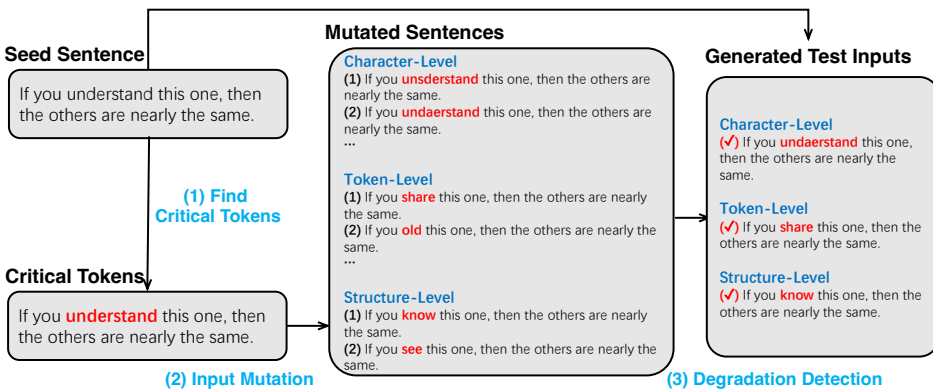 Seed Sentence
If you understand this one, then
the others are nearly the same.
(1) Find
Critical Tokens
Critical Tokens
If you understand this one, then
the others are nearly the same.
(2) Input Mutation
Mutated Sentences
Character-Level
(1) If you unsderstand this one, then the others are
nearly the same.
(2) If you undaerstand this one, then the others are
nearly the same.
...
Token-Level
(1) If you share this one, then the others are nearly
the same.
(2) If you old this one, then the others are nearly the
same.
...
Structure-Level
(1) If you know this one, then the others are nearly
the same.
(2) If you see this one, then the others are nearly the
same.
Generated Test Inputs
Character-Level
(✓) If you undaerstand this one,
then the others are nearly the
same.
Token-Level
(✓) If you share this one, then the
others are nearly the same.
Structure-Level
(✓) If you know this one, then the
others are nearly the same.
(3) Degradation Detection